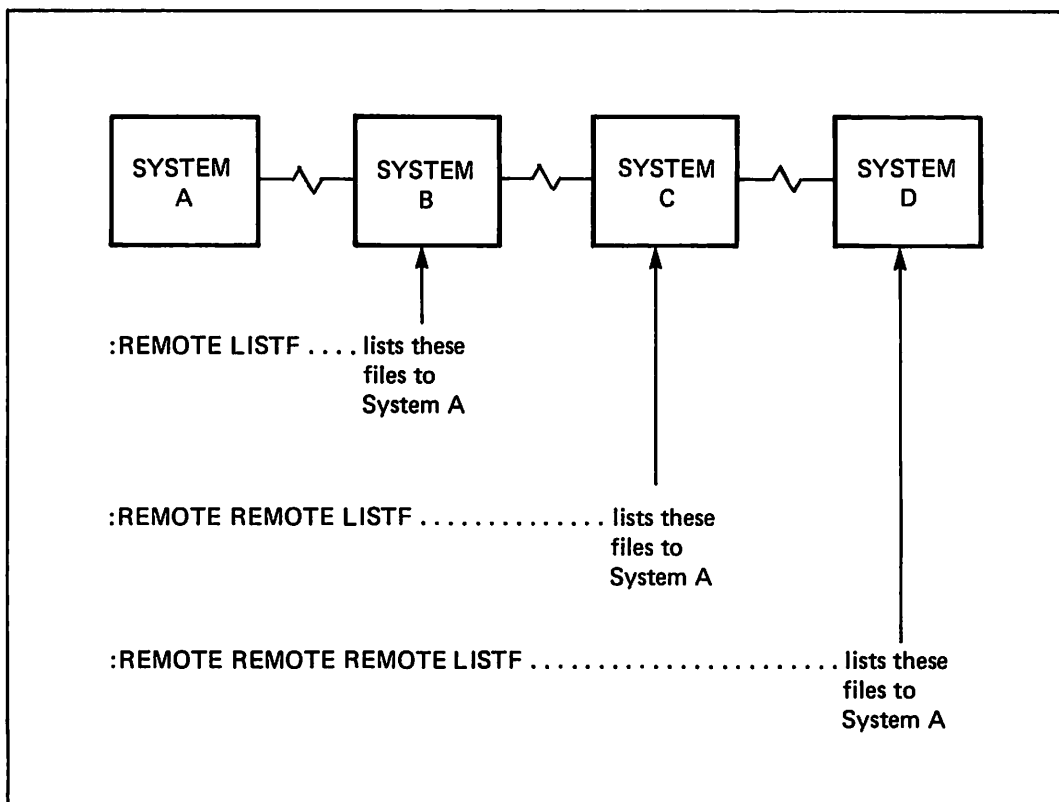 SYSTEM
A
SYSTEM
B
SYSTEM
C
SYSTEM
D
:REMOTE LISTF .... lists these
files to
System A
:REMOTE REMOTE LISTF .............. lists these
files to
System A
:REMOTE REMOTE REMOTE LISTF ....................... lists these
files to
System A